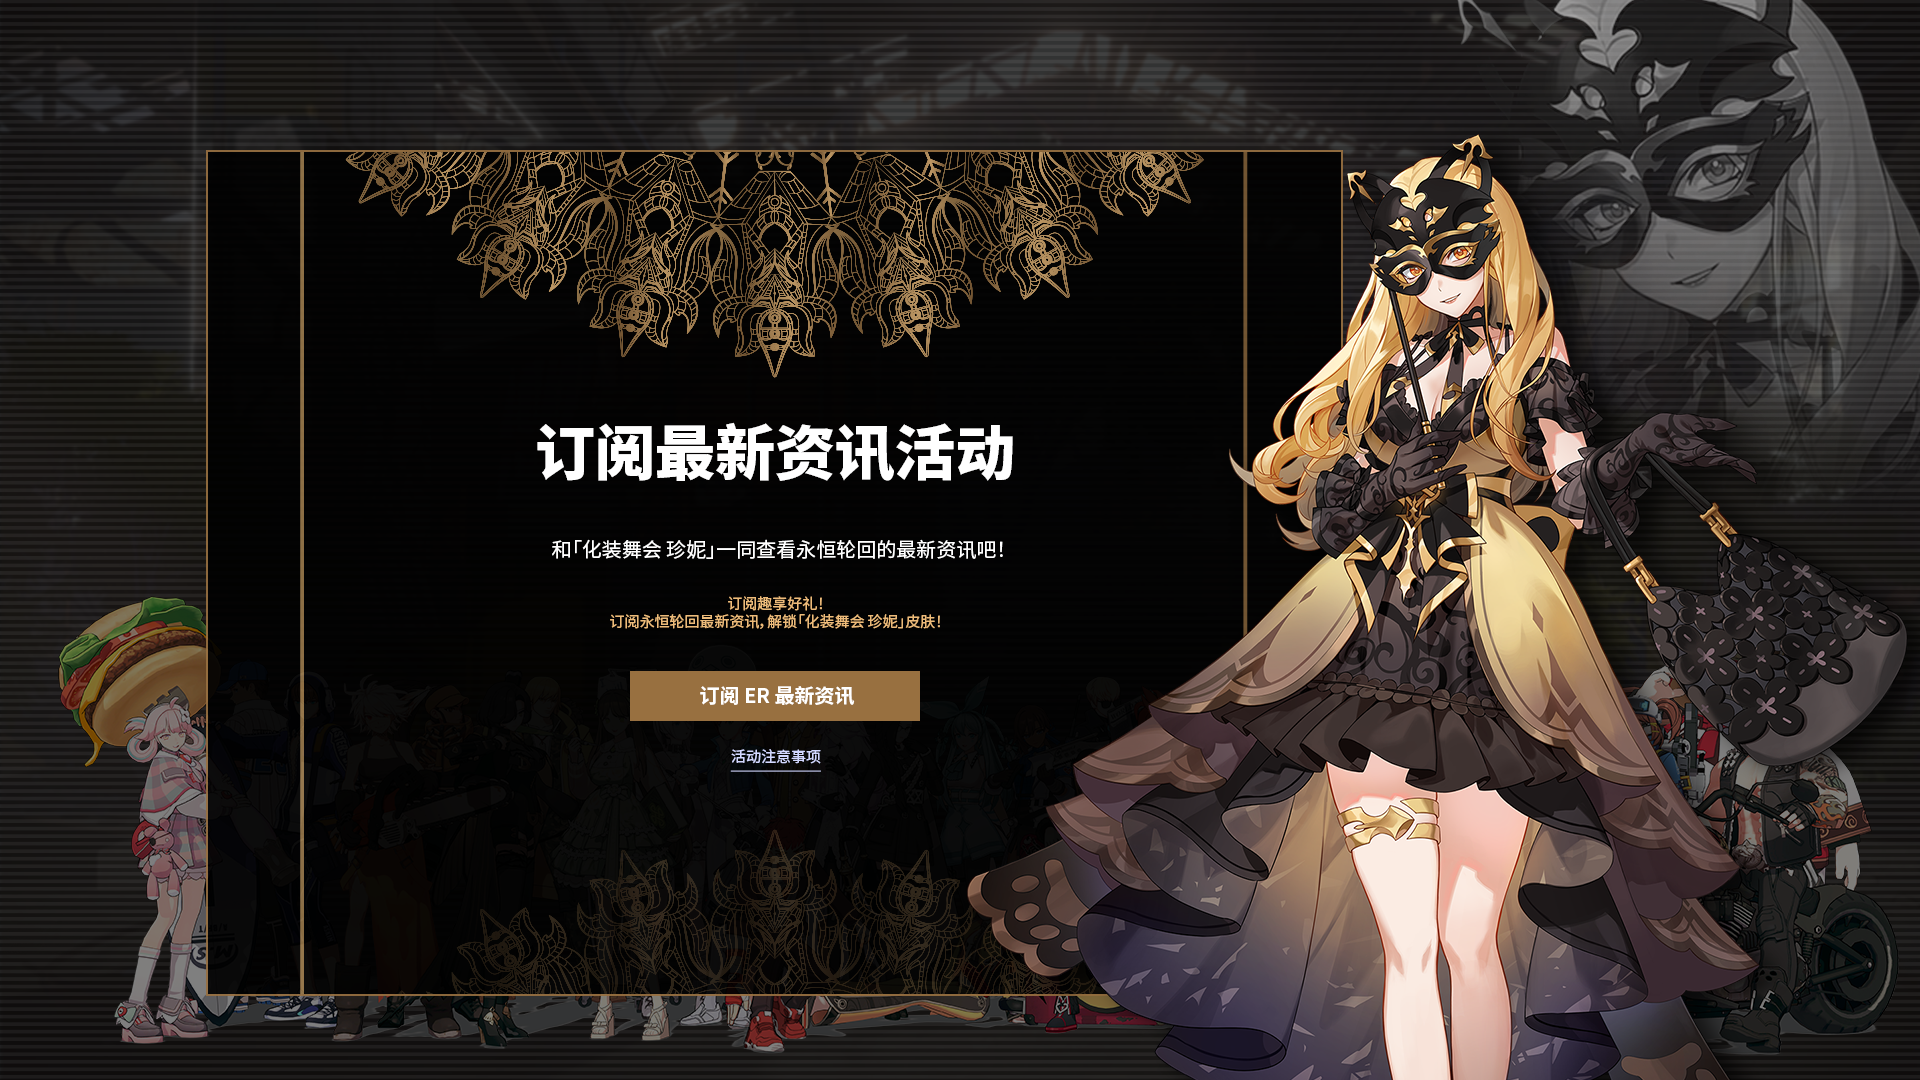 订阅最新资讯活动
和「化装舞会 珍妮」一同查看永恒轮回的最新资讯吧!
订阅趣享好礼!
订阅永恒轮回最新资讯, 解锁「化装舞会 珍妮」皮肤!
订阅 ER 最新资讯
活动注意事项